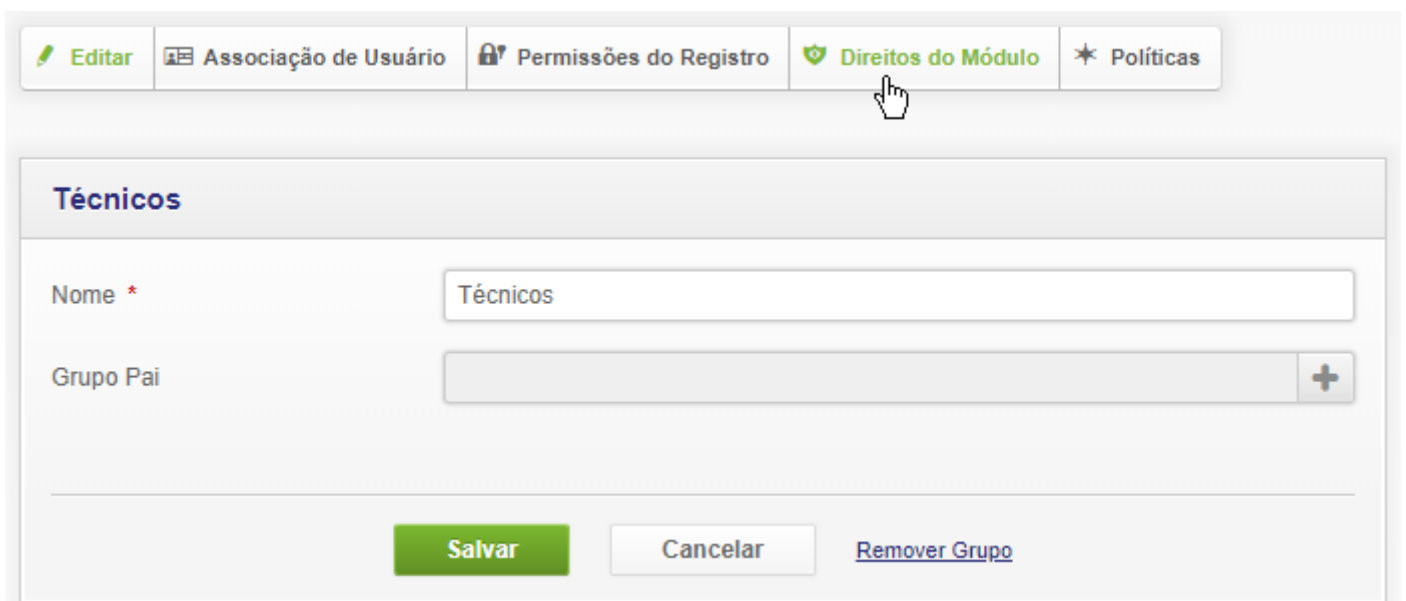 Editar Associação de Usuário Permissões do Registro Direitos do Módulo Políticas
Técnicos
Nome * Técnicos
Grupo Pai
Salvar Cancelar Remover Grupo